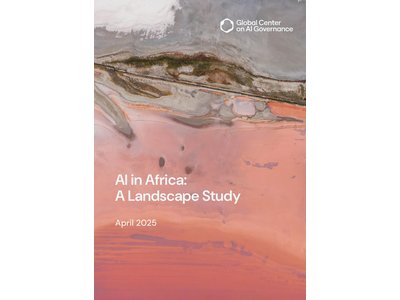 Global Center
on AI Governance
AI in Africa:
A Landscape Study
April 2025